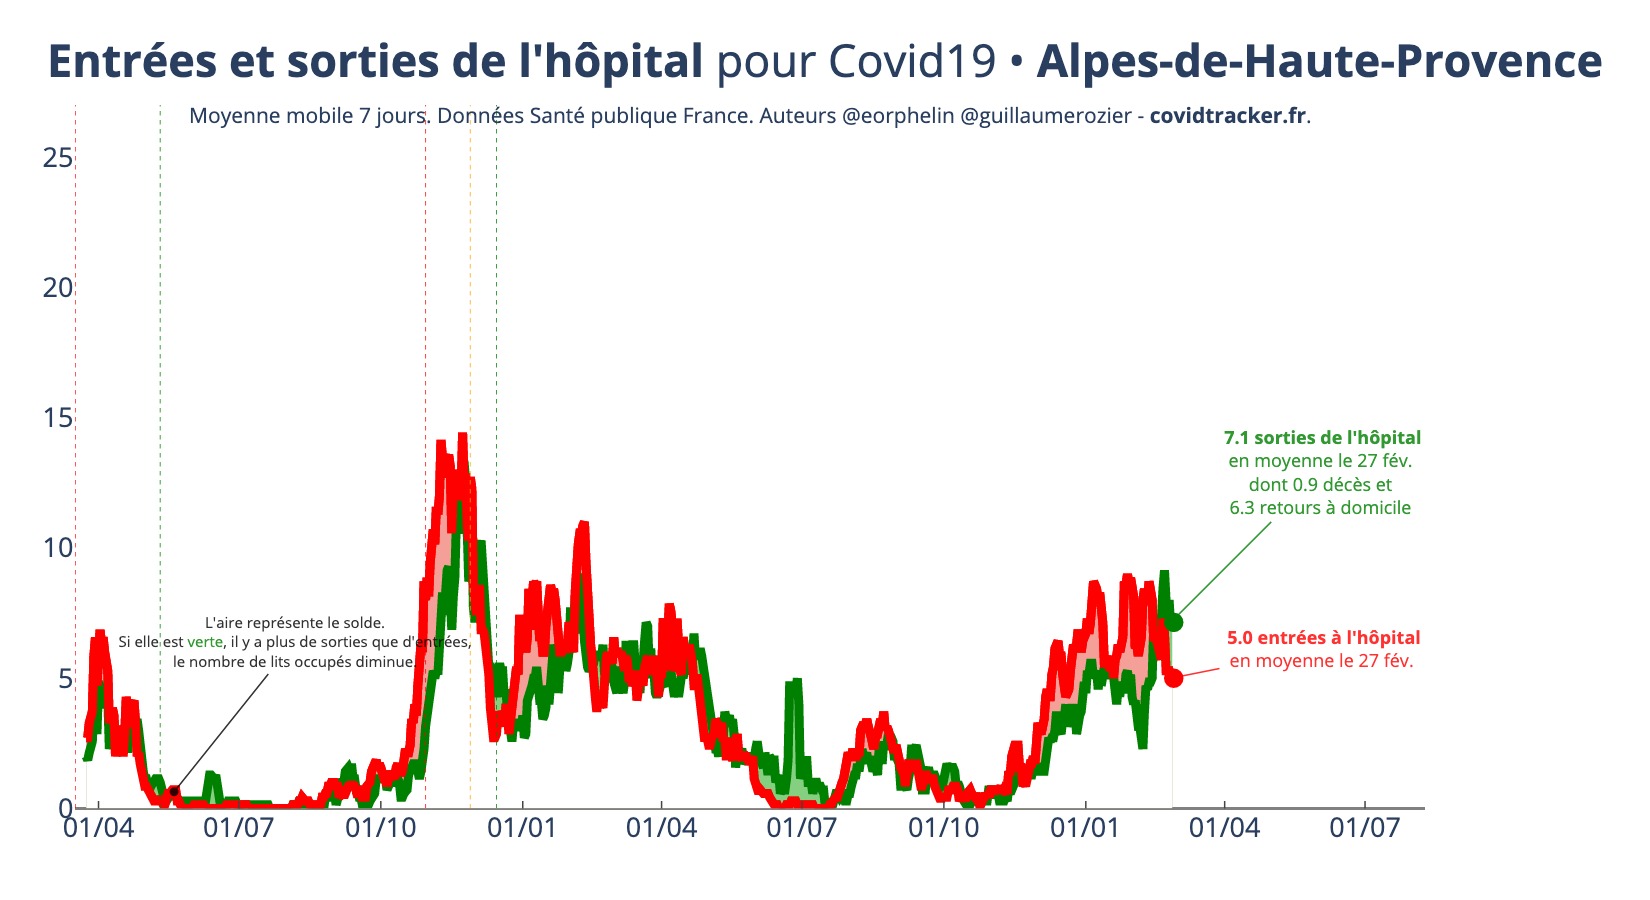 Entrées et sorties de l'hôpital pour Covid19 • Alpes-de-Haute-Provence
Moyenne mobile 7 jours. Données Santé publique France. Auteurs @eorphelin @guillaumerozier - covidtracker.fr.
25
20
15
10
5
0
7.1 sorties de l'hôpital
en moyenne le 27 fév.
dont 0.9 décès et
6.3 retours à domicile
L'aire représente le solde.
Si elle est verte, il y a plus de sorties que d'entrées,
le nombre de lits occupés diminue.
5.0 entrées à l'hôpital
en moyenne le 27 fév.
01/04 01/07 01/10 01/01 01/04 01/07 01/10 01/01 01/04 01/07